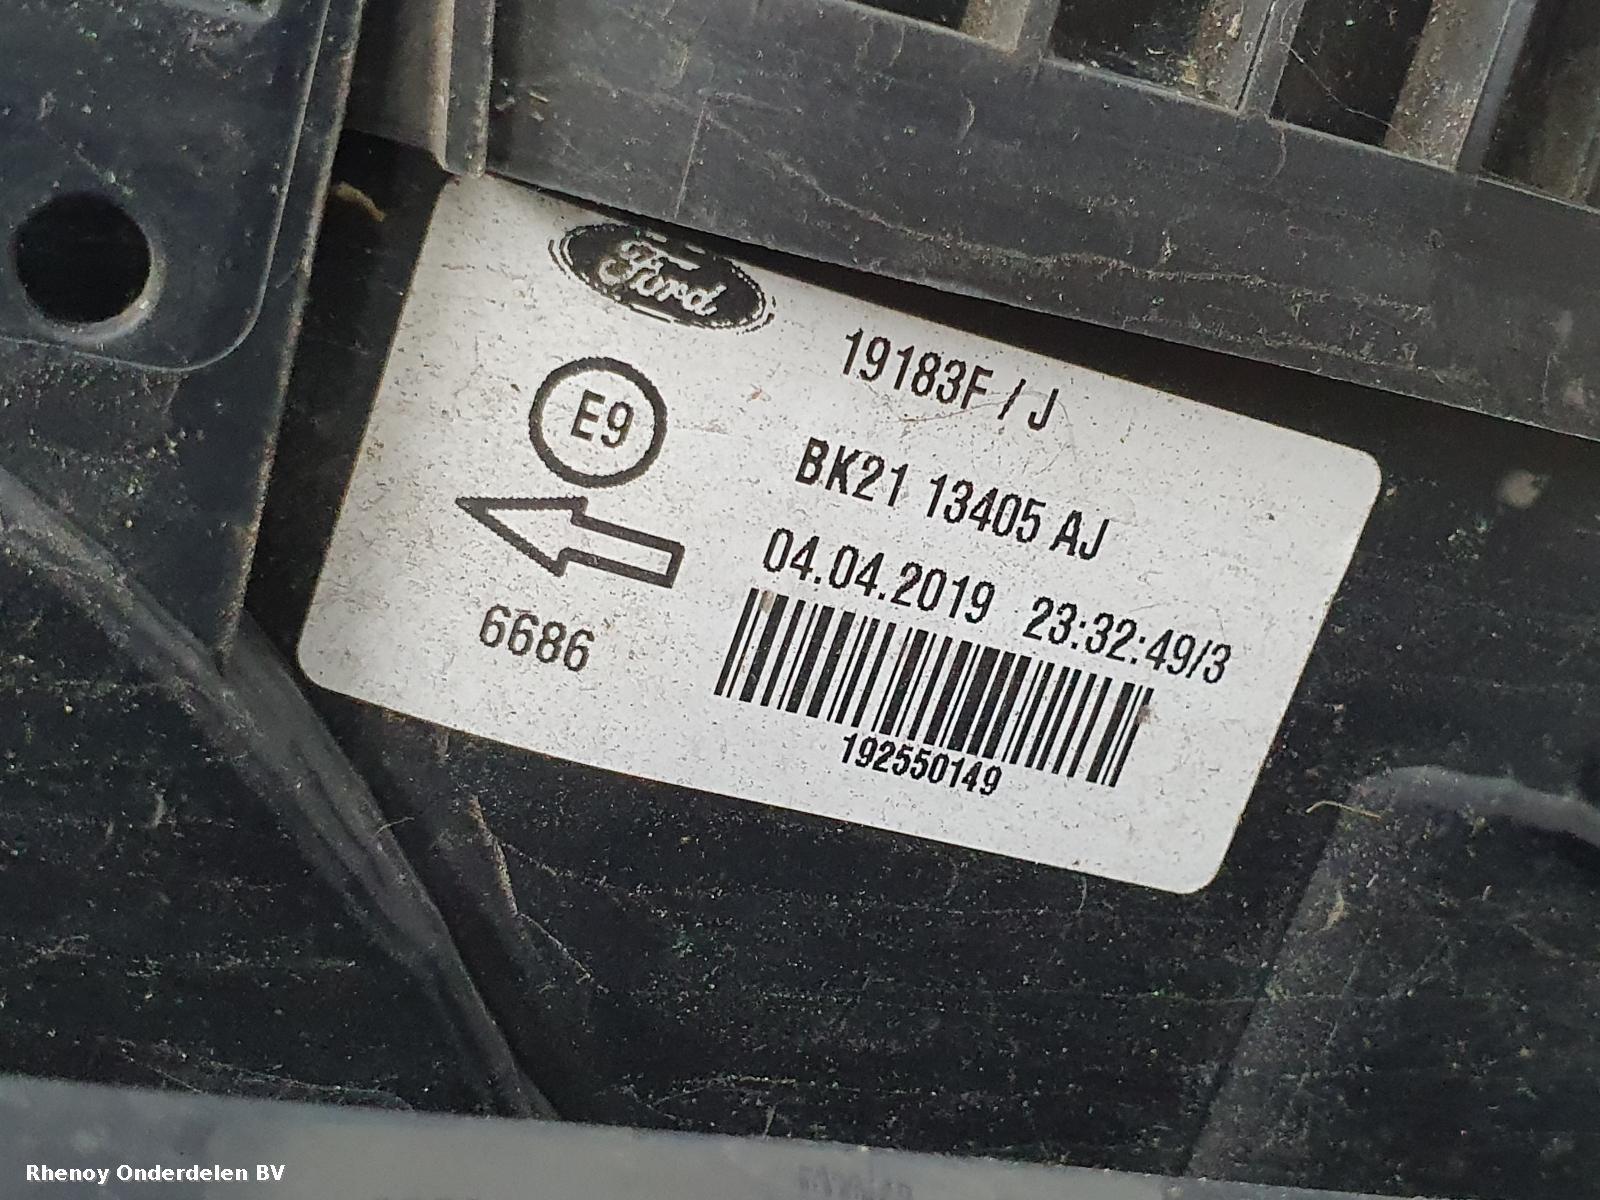 Ford
19183F / J
E9
BK21 13405 AJ
04.04.2019 23:32:49/3
6686
192550149
Rhenoy Onderdelen BV